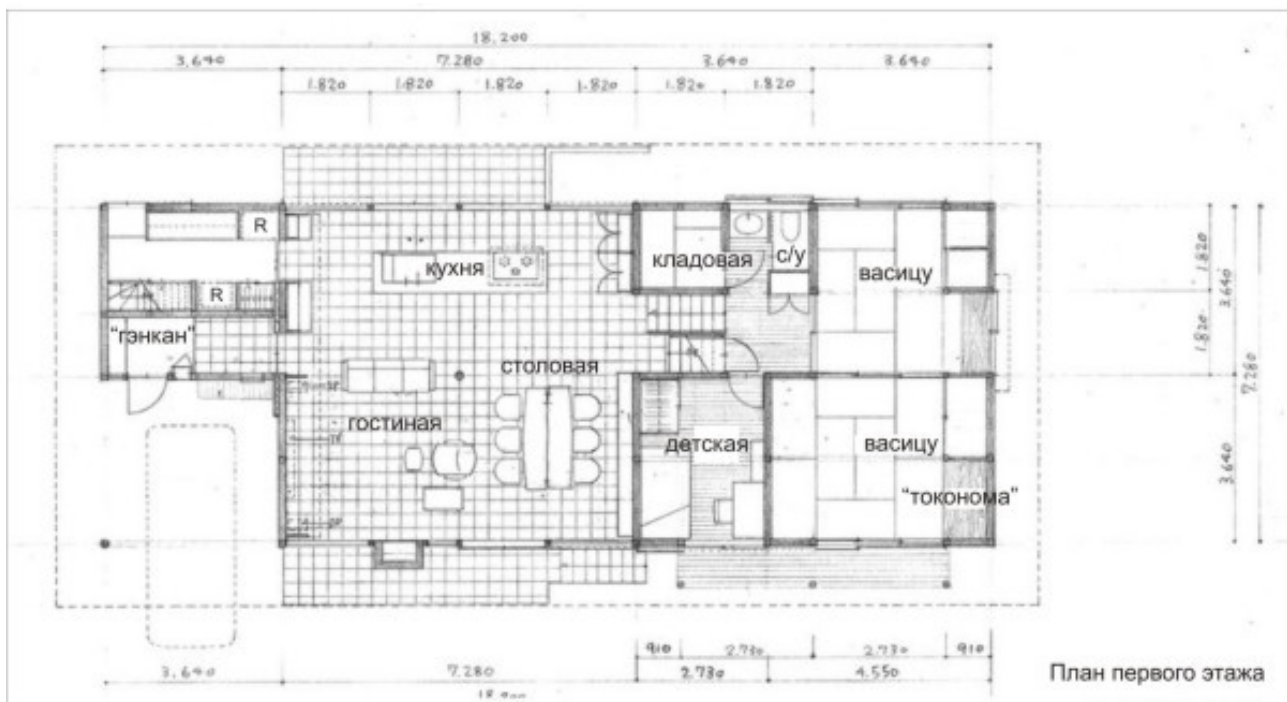 18.200
3.640 7.280 3.640 3.640
1.820 1.820 1.820 1.820 1.820 1.820
R
кухня
кладовая
с/у
васицу
1.820
3.640
R
"гэнкан"
столовая
1.820
7.280
гостиная
детская
васицу
3.640
"токонома"
910 2.730 2.730 910
3.640 7.280 2.730 4.550
План первого этажа